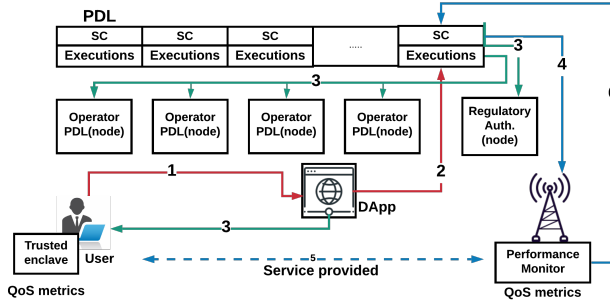 PDL
SC SC SC SC
Executions Executions Executions ..... Executions
3
4
3
Operator PDL(node)
Operator PDL(node)
Operator PDL(node)
Operator PDL(node)
Regulatory Auth. (node)
1
2
DApp
3
Trusted enclave
User
5
Service provided
Performance Monitor
QoS metrics
QoS metrics